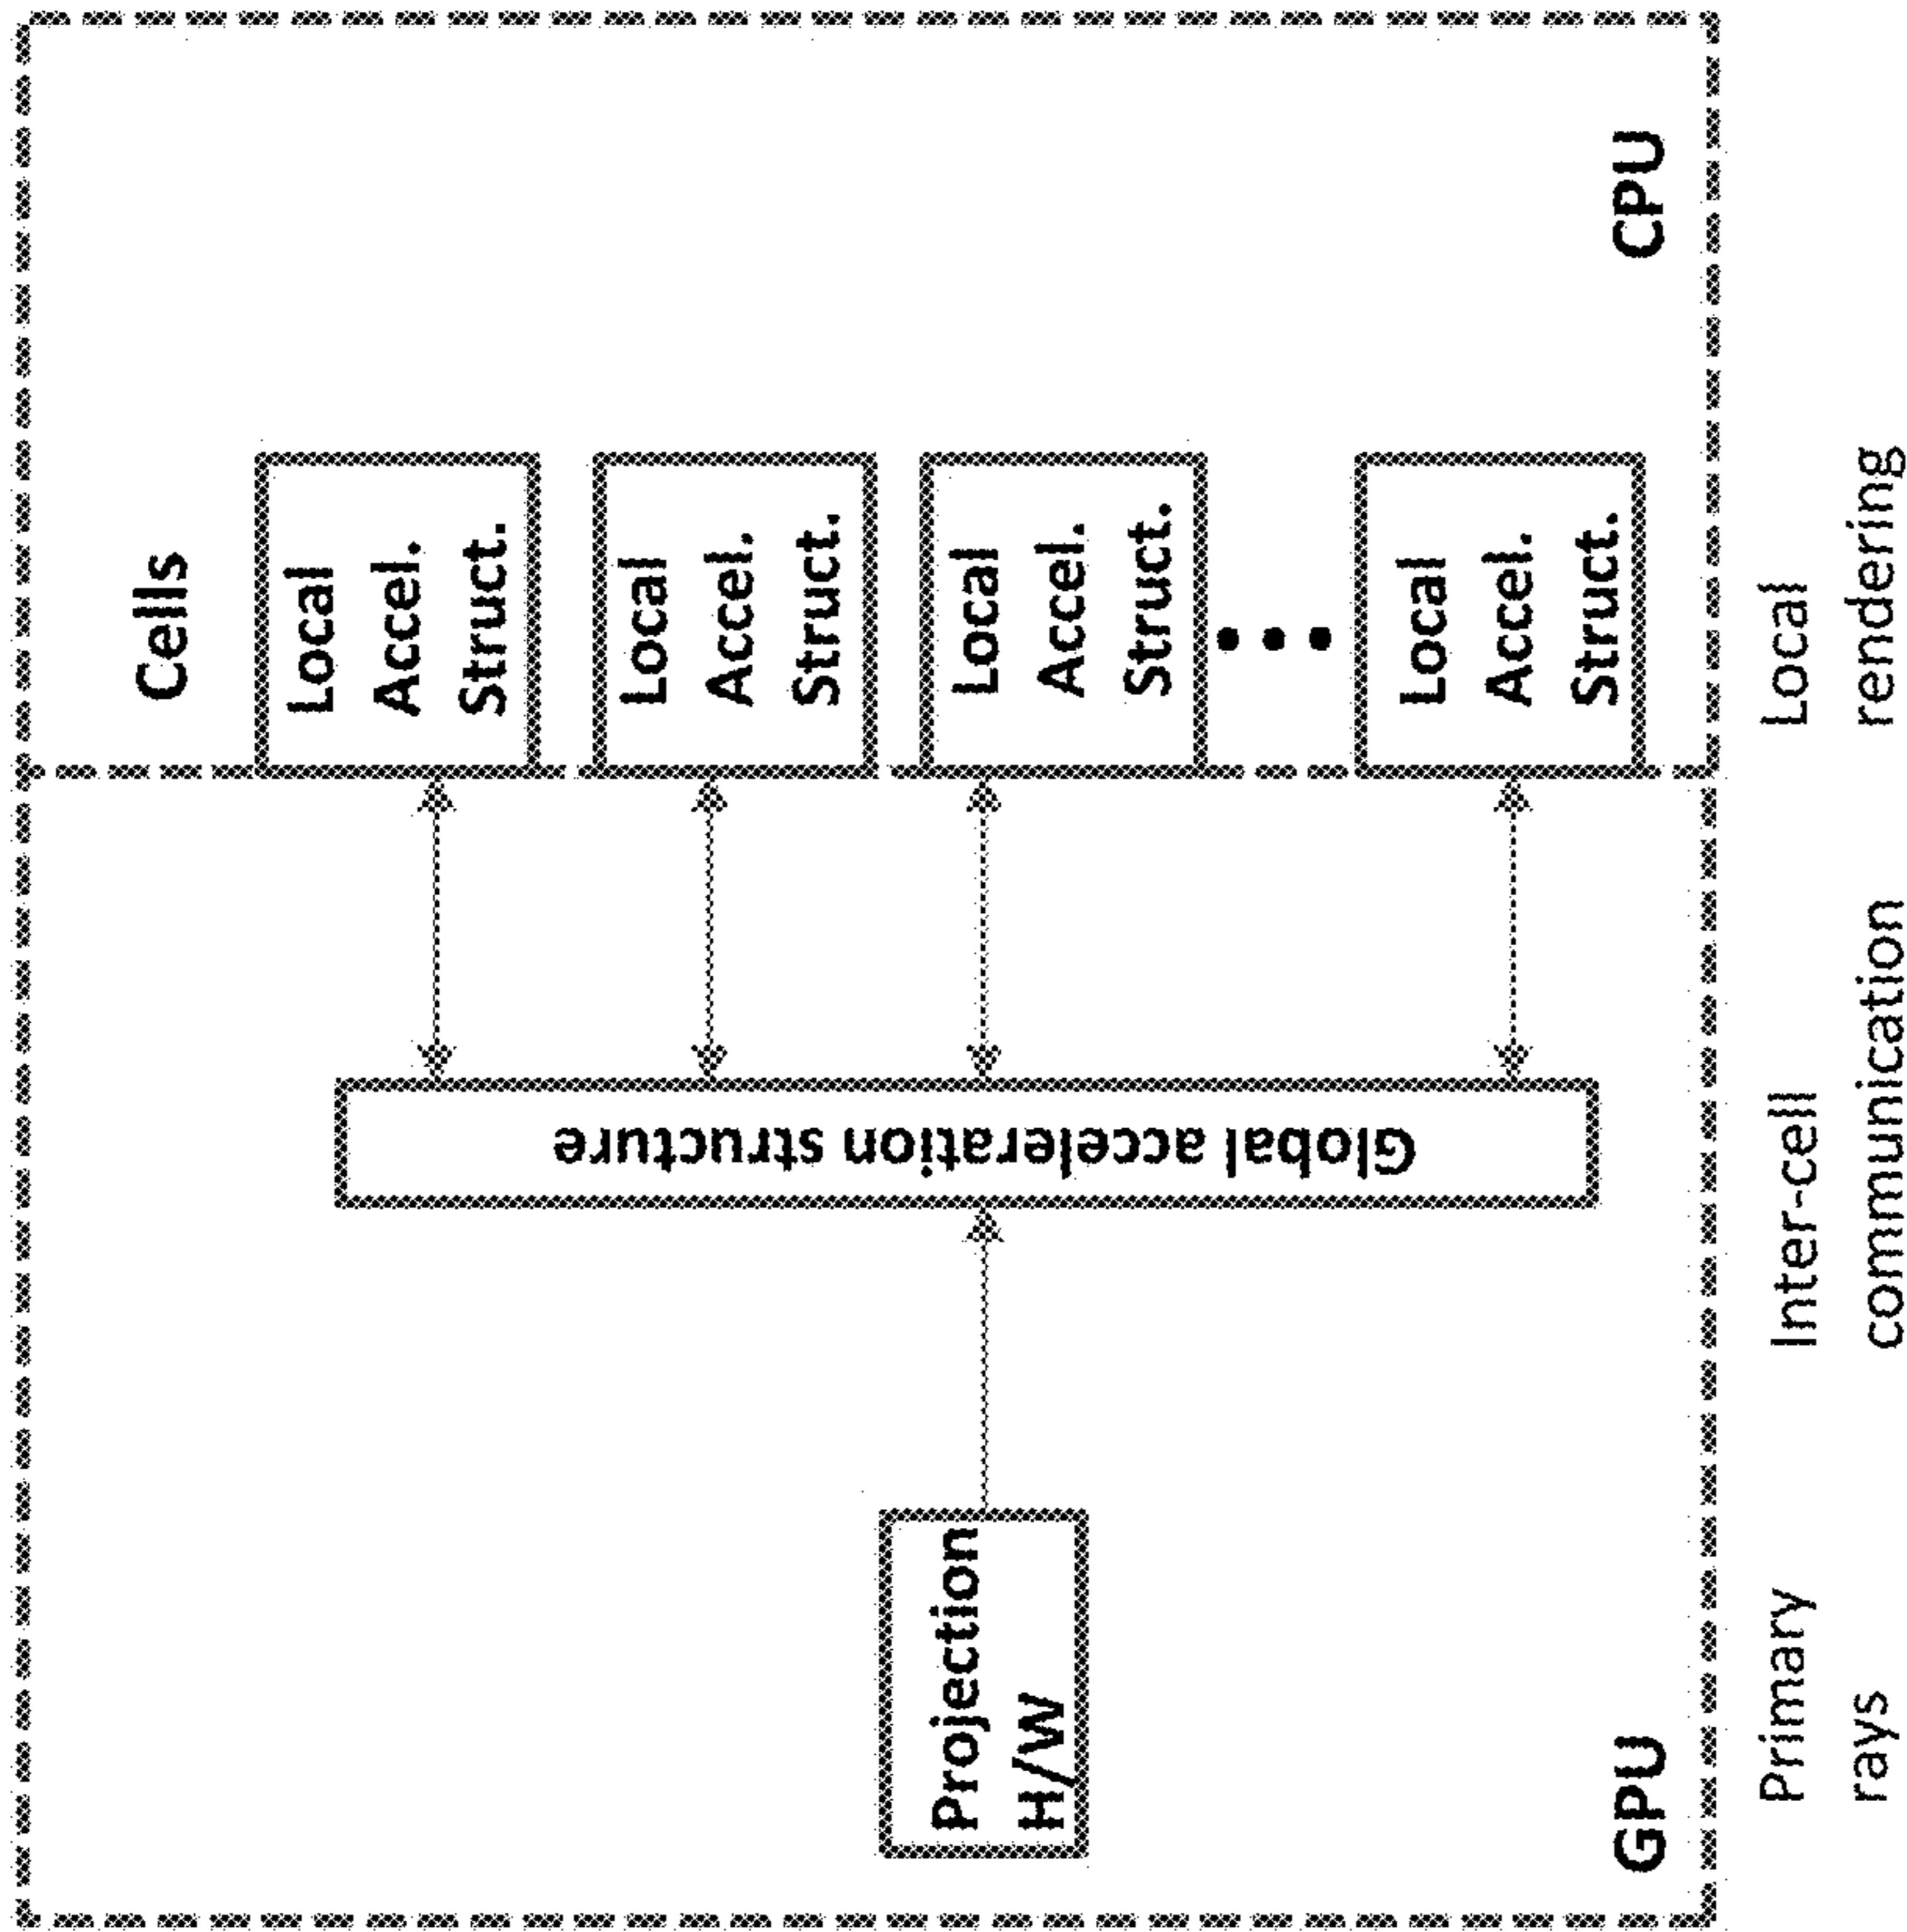 Cells
Projection
H/W
Global acceleration structure
Local
Accel.
Struct.
Local
Accel.
Struct.
Local
Accel.
Struct.
Local
Accel.
Struct.
GPU
CPU
Primary
rays
Inter-cell
communication
Local
rendering